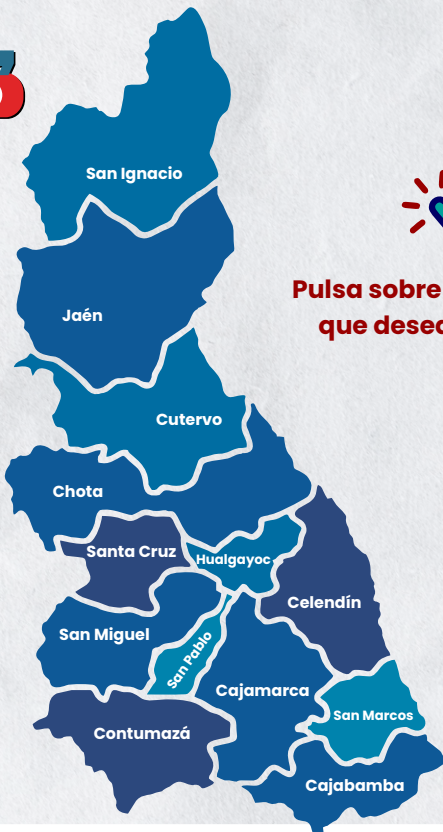 San Ignacio
Pulsa sobre
que
Jaén
Cutervo
Chota
Santa Cruz
Hualgayoc
Celendín
San Miguel
San Pablo
Cajamarca
San Marcos
Contumazá
Cajabamba